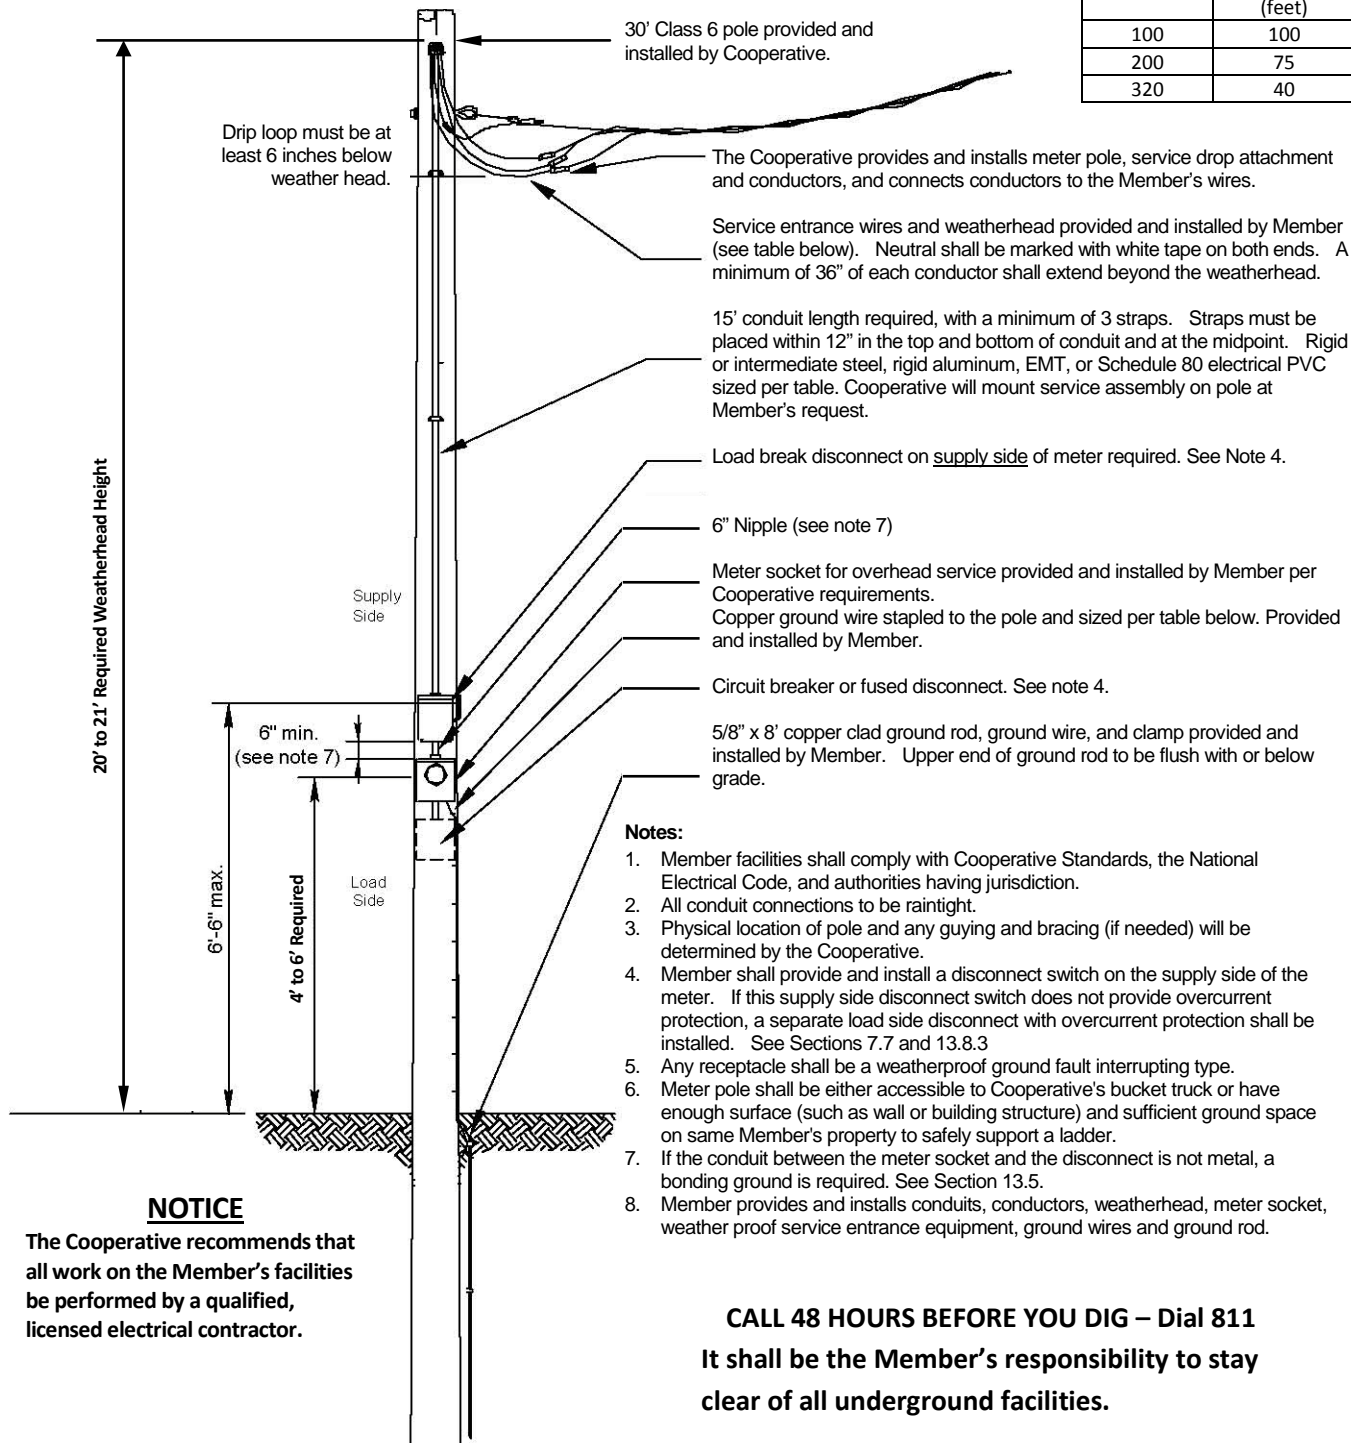 (feet)
100 100
200 75
320 40
30’ Class 6 pole provided and
installed by Cooperative.
Drip loop must be at
least 6 inches below
weather head.
The Cooperative provides and installs meter pole, service drop attachment
and conductors, and connects conductors to the Member’s wires.
Service entrance wires and weatherhead provided and installed by Member
(see table below). Neutral shall be marked with white tape on both ends. A
minimum of 36” of each conductor shall extend beyond the weatherhead.
15’ conduit length required, with a minimum of 3 straps. Straps must be
placed within 12” in the top and bottom of conduit and at the midpoint. Rigid
or intermediate steel, rigid aluminum, EMT, or Schedule 80 electrical PVC
sized per table. Cooperative will mount service assembly on pole at
Member’s request.
Load break disconnect on supply side of meter required. See Note 4.
6” Nipple (see note 7)
Meter socket for overhead service provided and installed by Member per
Cooperative requirements.
Copper ground wire stapled to the pole and sized per table below. Provided
and installed by Member.
Circuit breaker or fused disconnect. See note 4.
5/8” x 8’ copper clad ground rod, ground wire, and clamp provided and
installed by Member. Upper end of ground rod to be flush with or below
grade.
20’ to 21’ Required Weatherhead Height
Supply
Side
6" min.
(see note 7)
6'-6" max.
4’ to 6’ Required
Load
Side
Notes:
1. Member facilities shall comply with Cooperative Standards, the National
Electrical Code, and authorities having jurisdiction.
2. All conduit connections to be raintight.
3. Physical location of pole and any guying and bracing (if needed) will be
determined by the Cooperative.
4. Member shall provide and install a disconnect switch on the supply side of the
meter. If this supply side disconnect switch does not provide overcurrent
protection, a separate load side disconnect with overcurrent protection shall be
installed. See Sections 7.7 and 13.8.3
5. Any receptacle shall be a weatherproof ground fault interrupting type.
6. Meter pole shall be either accessible to Cooperative's bucket truck or have
enough surface (such as wall or building structure) and sufficient ground space
on same Member's property to safely support a ladder.
7. If the conduit between the meter socket and the disconnect is not metal, a
bonding ground is required. See Section 13.5.
8. Member provides and installs conduits, conductors, weatherhead, meter socket,
weather proof service entrance equipment, ground wires and ground rod.
NOTICE
The Cooperative recommends that
all work on the Member’s facilities
be performed by a qualified,
licensed electrical contractor.
CALL 48 HOURS BEFORE YOU DIG – Dial 811
It shall be the Member’s responsibility to stay
clear of all underground facilities.